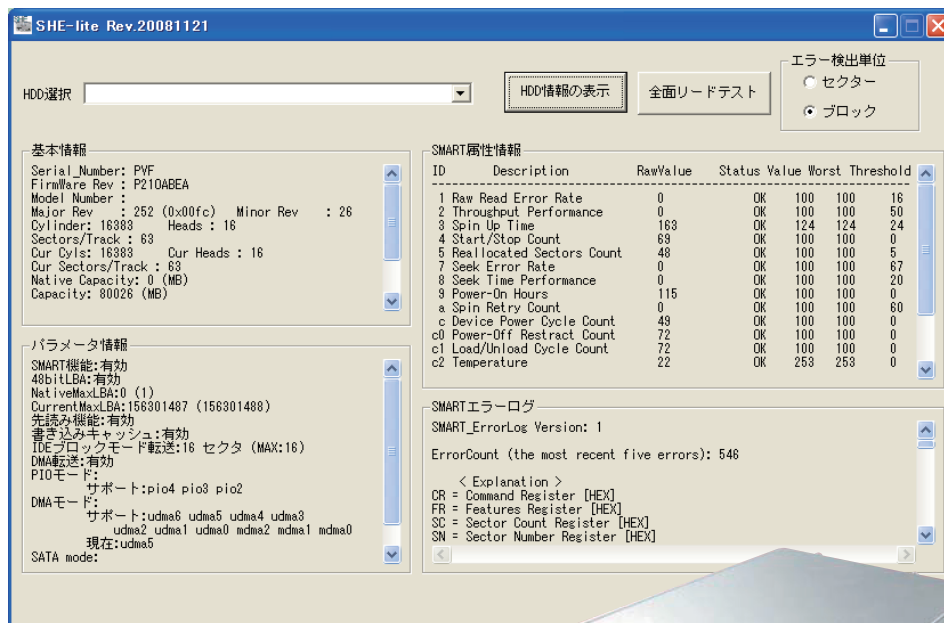 SHE-lite Rev.20081121
HDD選択
HDD情報の表示
全面リードテスト
エラー検出単位
セクター
ブロック
基本情報
Serial_Number: PVF
FirmWare Rev : P21OABEA
Model Number :
Major Rev : 252 (0x00fc) Minor Rev : 26
Cylinder: 16383 Heads : 16
Sectors/Track : 63
Cur Cyls: 16383 Cur Heads : 16
Cur Sectors/Track : 63
Native Capacity: 0 (MB)
Capacity: 80026 (MB)
パラメータ情報
SMART機能:有効
48bitLBA:有効
NativeMaxLBA:0 (1)
CurrentMaxLBA:156301487 (156301488)
先読み機能:有効
書き込みキャッシュ:有効
IDEブロックモード転送:16 セクタ (MAX:16)
DMA転送:有効
PIOモード:
サポート:pio4 pio3 pio2
DMAモード:
サポート:udma6 udma5 udma4 udma3
udma2 udma1 udma0 mdma2 mdma1 mdma0
現在:udma5
SATA mode:
SMART属性情報
ID Description RawValue Status Value Worst Threshold
1 Raw Read Error Rate 0 OK 100 100 16
2 Throughput Performance 0 OK 100 100 50
3 Spin Up Time 163 OK 124 124 24
4 Start/Stop Count 69 OK 100 100 0
5 Reallocated Sectors Count 48 OK 100 100 5
7 Seek Error Rate 0 OK 100 100 67
8 Seek Time Performance 0 OK 100 100 20
9 Power-On Hours 115 OK 100 100 0
a Spin Retry Count 0 OK 100 100 60
c Device Power Cycle Count 49 OK 100 100 0
c0 Power-Off Restract Count 72 OK 100 100 0
c1 Load/Unload Cycle Count 72 OK 100 100 0
c2 Temperature 22 OK 253 253 0
SMARTエラーログ
SMART_ErrorLog Version: 1
ErrorCount (the most recent five errors): 546
< Explanation >
CR = Command Register [HEX]
FR = Features Register [HEX]
SC = Sector Count Register [HEX]
SN = Sector Number Register [HEX]